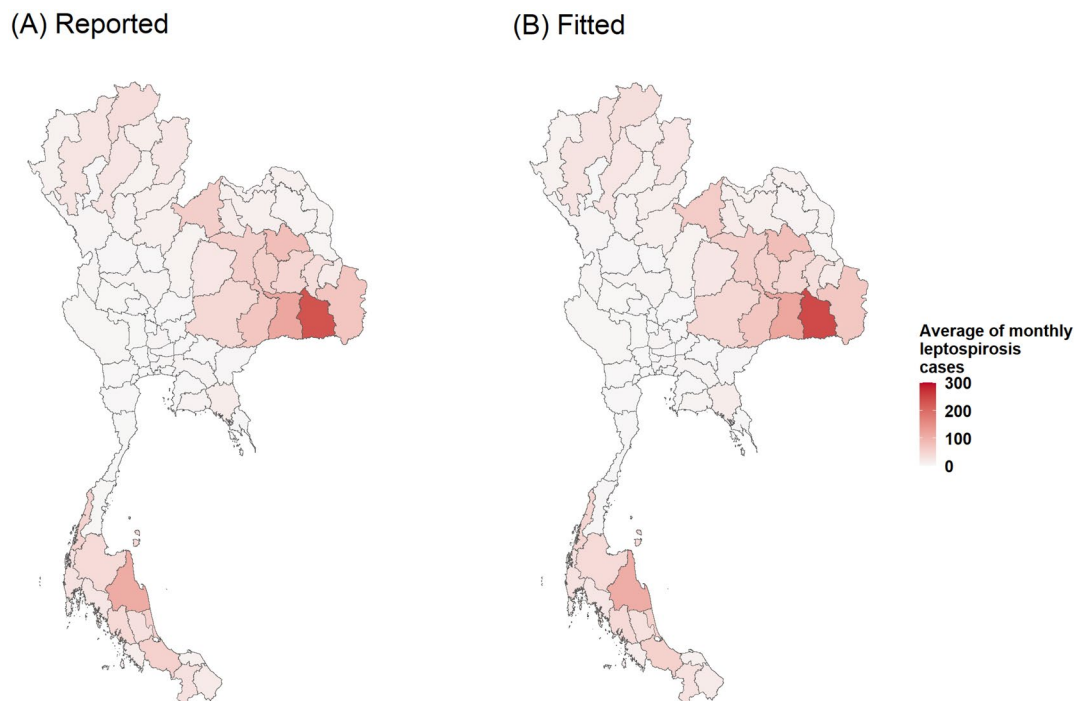 (A) Reported
(B) Fitted
Average of monthly
leptospirosis
cases
300
200
100
0